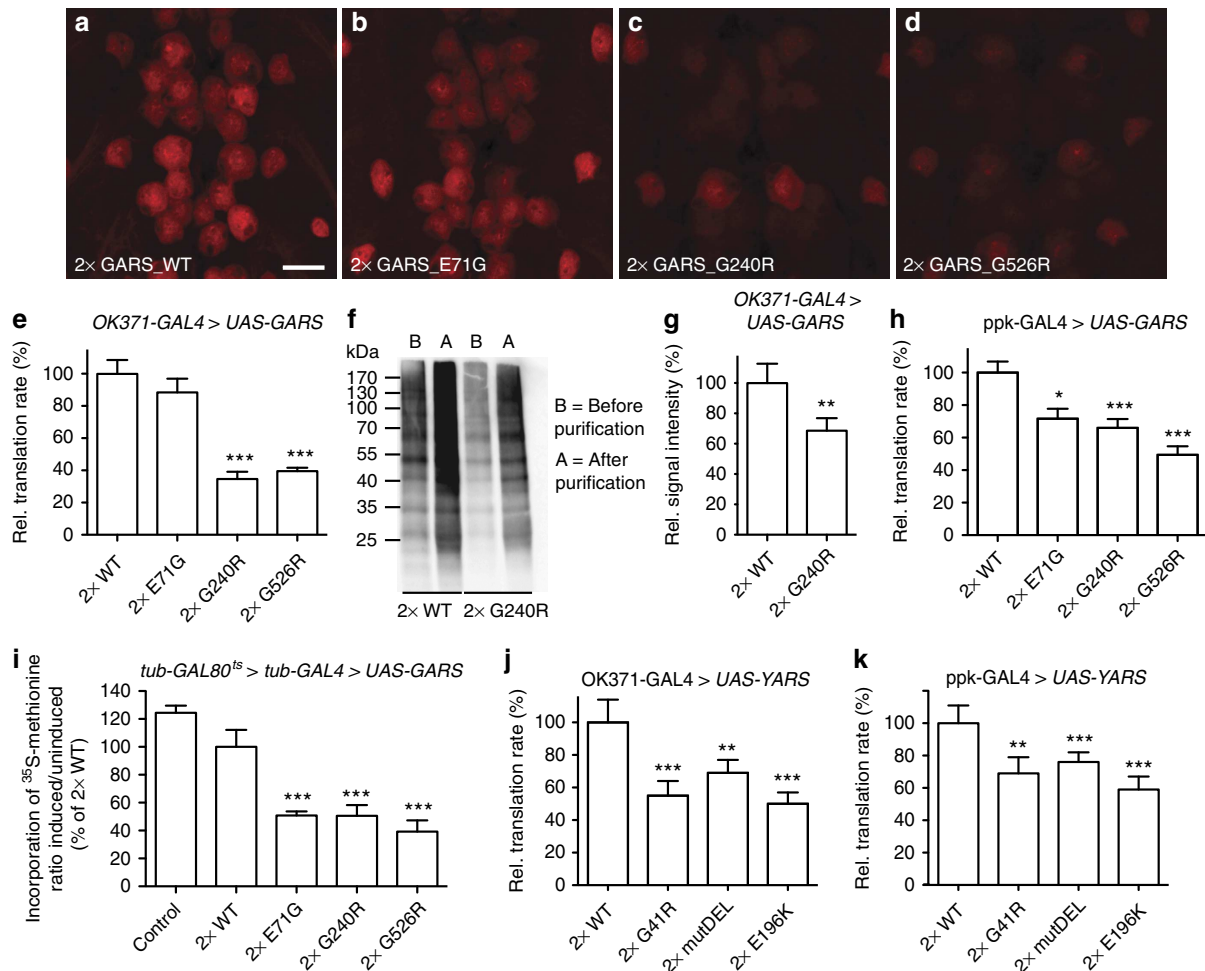 a
b
c
d
2× GARS_WT
2× GARS_E71G
2× GARS_G240R
2× GARS_G526R
e
OK371-GAL4 > UAS-GARS
Rel. translation rate (%)
100
80
60
40
20
0
2× WT
2× E71G
2× G240R
2× G526R
***
***
f
B A B A
kDa
170
130
100
70
55
40
35
25
2× WT 2× G240R
B = Before
purification
A = After
purification
g
OK371-GAL4 >
UAS-GARS
Rel. signal intensity (%)
100
80
60
40
20
0
**
2× WT
2× G240R
h
ppk-GAL4 > UAS-GARS
Rel. translation rate (%)
100
80
60
40
20
0
*
***
***
2× WT
2× E71G
2× G240R
2× G526R
i
tub-GAL80ts > tub-GAL4 > UAS-GARS
Incorporation of 35S-methionine
ratio induced/uninduced
(% of 2× WT)
140
120
100
80
60
40
20
0
***
***
***
Control
2× WT
2× E71G
2× G240R
2× G526R
j
OK371-GAL4 > UAS-YARS
Rel. translation rate (%)
100
80
60
40
20
0
***
**
***
2× WT
2× G41R
2× mutDEL
2× E196K
k
ppk-GAL4 > UAS-YARS
Rel. translation rate (%)
100
80
60
40
20
0
**
***
***
2× WT
2× G41R
2× mutDEL
2× E196K